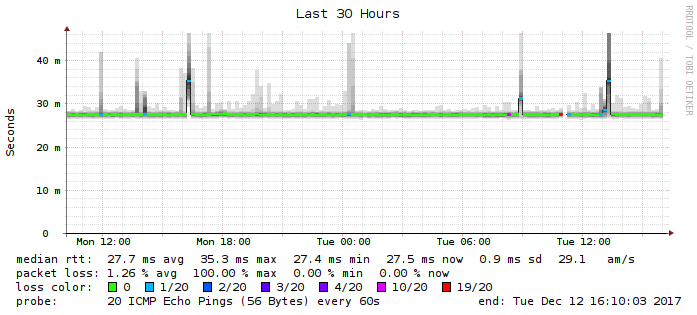 Last 30 Hours
RRDTOOL / TOBI OETIKER
Seconds
40 m
30 m
20 m
10 m
0
Mon 12:00 Mon 18:00 Tue 00:00 Tue 06:00 Tue 12:00
median rtt: 27.7 ms avg 35.3 ms max 27.4 ms min 27.5 ms now 0.9 ms sd 29.1 am/s
packet loss: 1.26 % avg 100.00 % max 0.00 % min 0.00 % now
loss color: 0 1/20 2/20 3/20 4/20 10/20 19/20
probe: 20 ICMP Echo Pings (56 Bytes) every 60s end: Tue Dec 12 16:10:03 2017